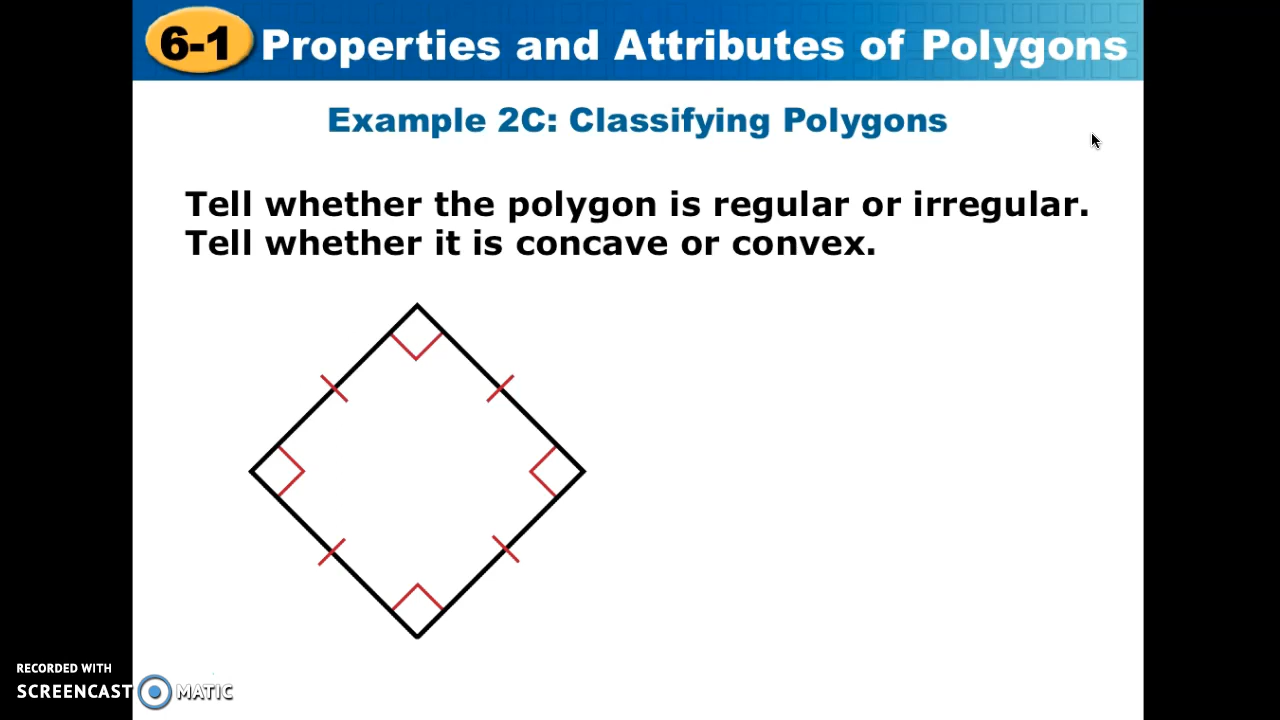 6-1 Properties and Attributes of Polygons
Example 2C: Classifying Polygons
Tell whether the polygon is regular or irregular.
Tell whether it is concave or convex.
RECORDED WITH
SCREENCAST MATIC